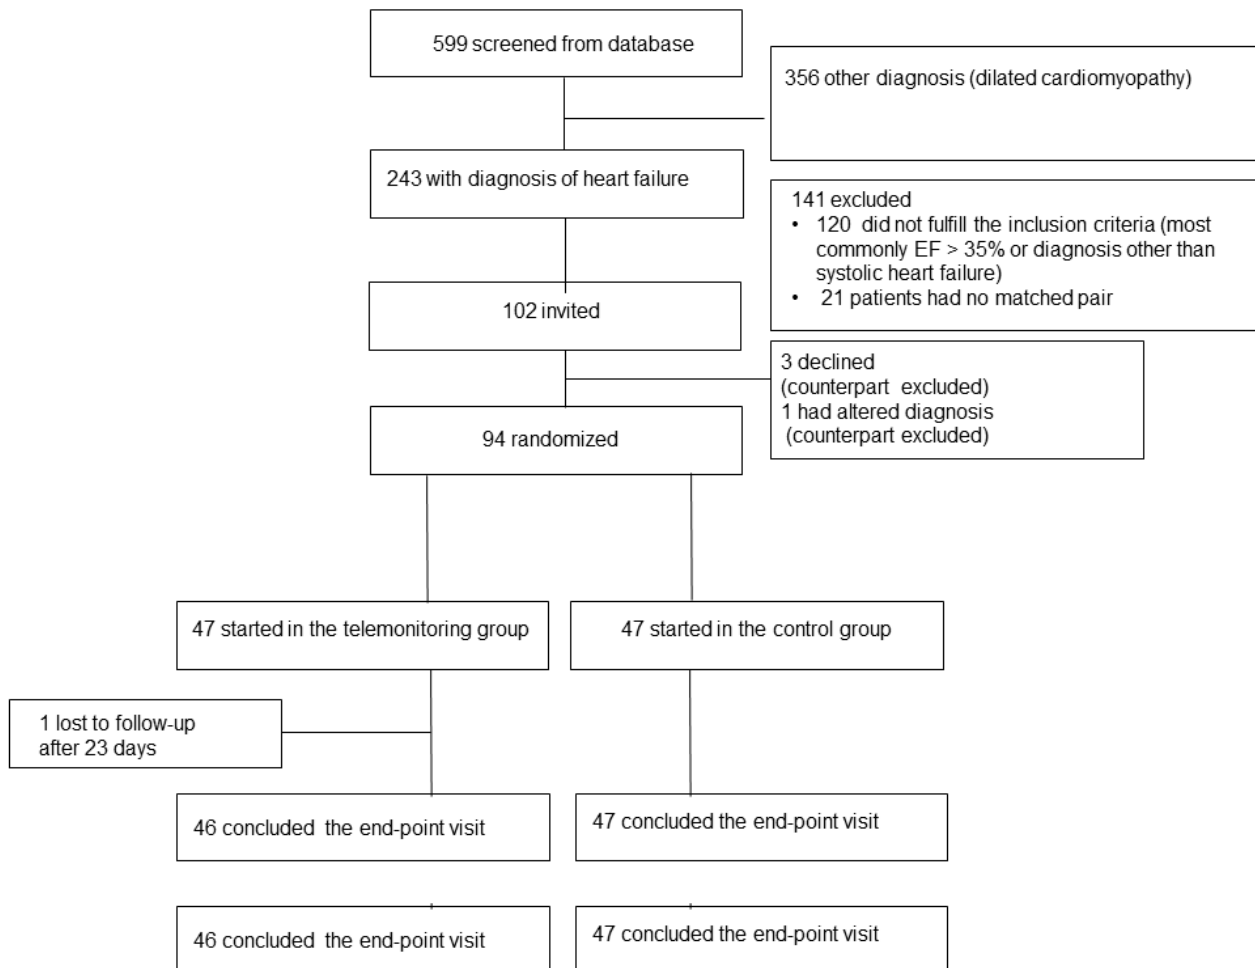 599 screened from database
356 other diagnosis (dilated cardiomyopathy)
243 with diagnosis of heart failure
141 excluded
• 120 did not fulfill the inclusion criteria (most
commonly EF > 35% or diagnosis other than
systolic heart failure)
• 21 patients had no matched pair
102 invited
3 declined
(counterpart excluded)
1 had altered diagnosis
(counterpart excluded)
94 randomized
47 started in the telemonitoring group
47 started in the control group
1 lost to follow-up
after 23 days
46 concluded the end-point visit
47 concluded the end-point visit
46 concluded the end-point visit
47 concluded the end-point visit